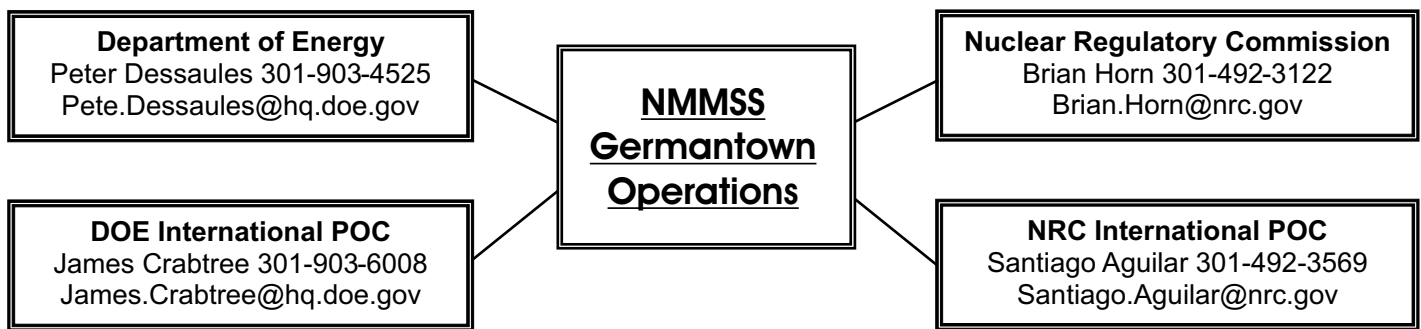 Department of Energy
Peter Dessaules 301-903-4525
Pete.Dessaules@hq.doe.gov
DOE International POC
James Crabtree 301-903-6008
James.Crabtree@hq.doe.gov
NMMSS
Germantown
Operations
Nuclear Regulatory Commission
Brian Horn 301-492-3122
Brian.Horn@nrc.gov
NRC International POC
Santiago Aguilar 301-492-3569
Santiago.Aguilar@nrc.gov